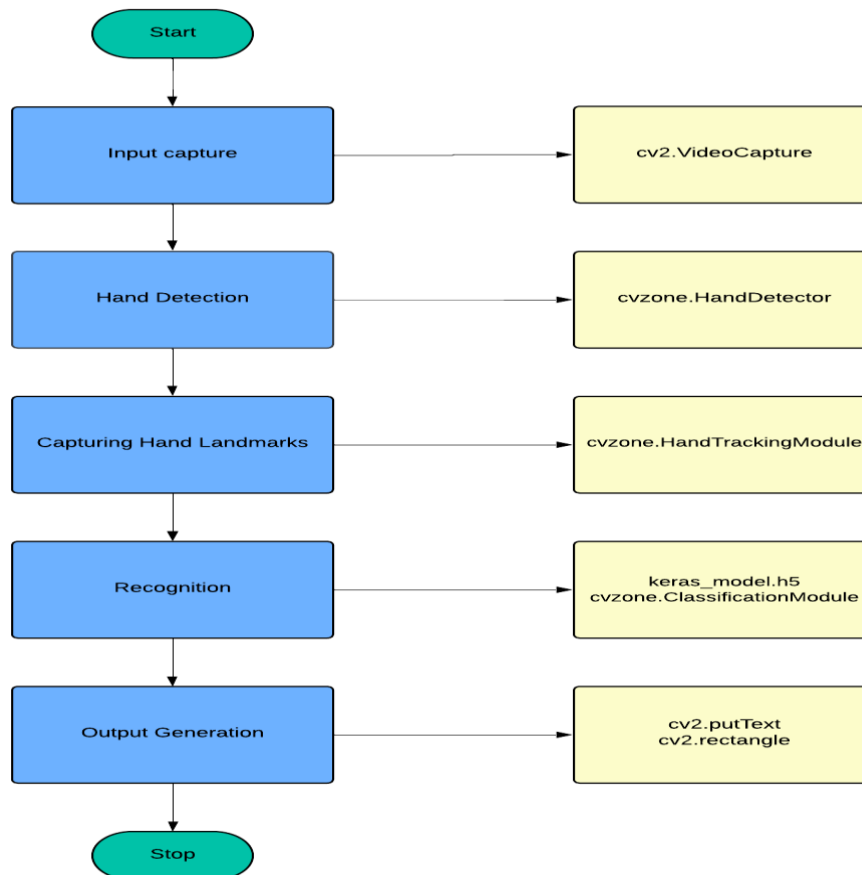 Start
Input capture
cv2.VideoCapture
Hand Detection
cvzone.HandDetector
Capturing Hand Landmarks
cvzone.HandTrackingModule
Recognition
keras_model.h5
cvzone.ClassificationModule
Output Generation
cv2.putText
cv2.rectangle
Stop